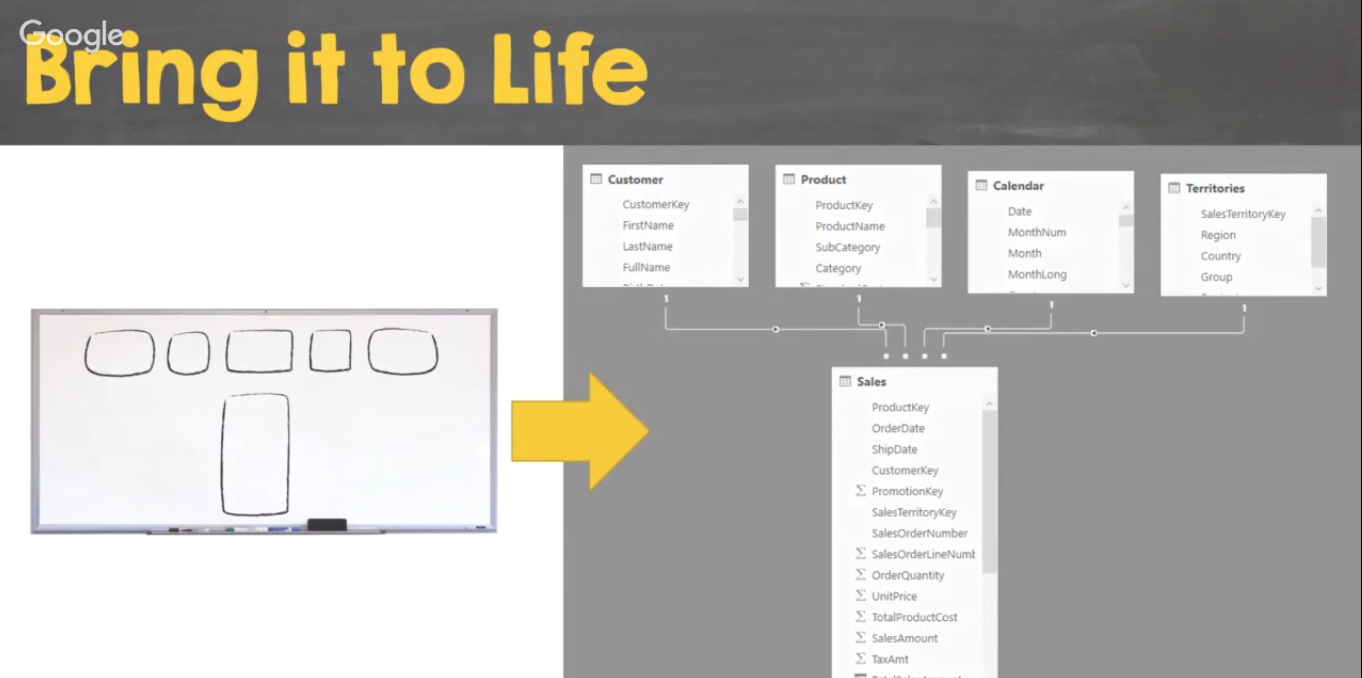 Google
Bring it to Life
Customer
CustomerKey
FirstName
LastName
FullName
Product
ProductKey
ProductName
SubCategory
Category
Calendar
Date
MonthNum
Month
MonthLong
Territories
SalesTerritoryKey
Region
Country
Group
1
1
1
1
* * * *
Sales
ProductKey
OrderDate
ShipDate
CustomerKey
Σ PromotionKey
SalesTerritoryKey
SalesOrderNumber
Σ SalesOrderLineNumb
Σ OrderQuantity
Σ UnitPrice
Σ TotalProductCost
Σ SalesAmount
Σ TaxAmt